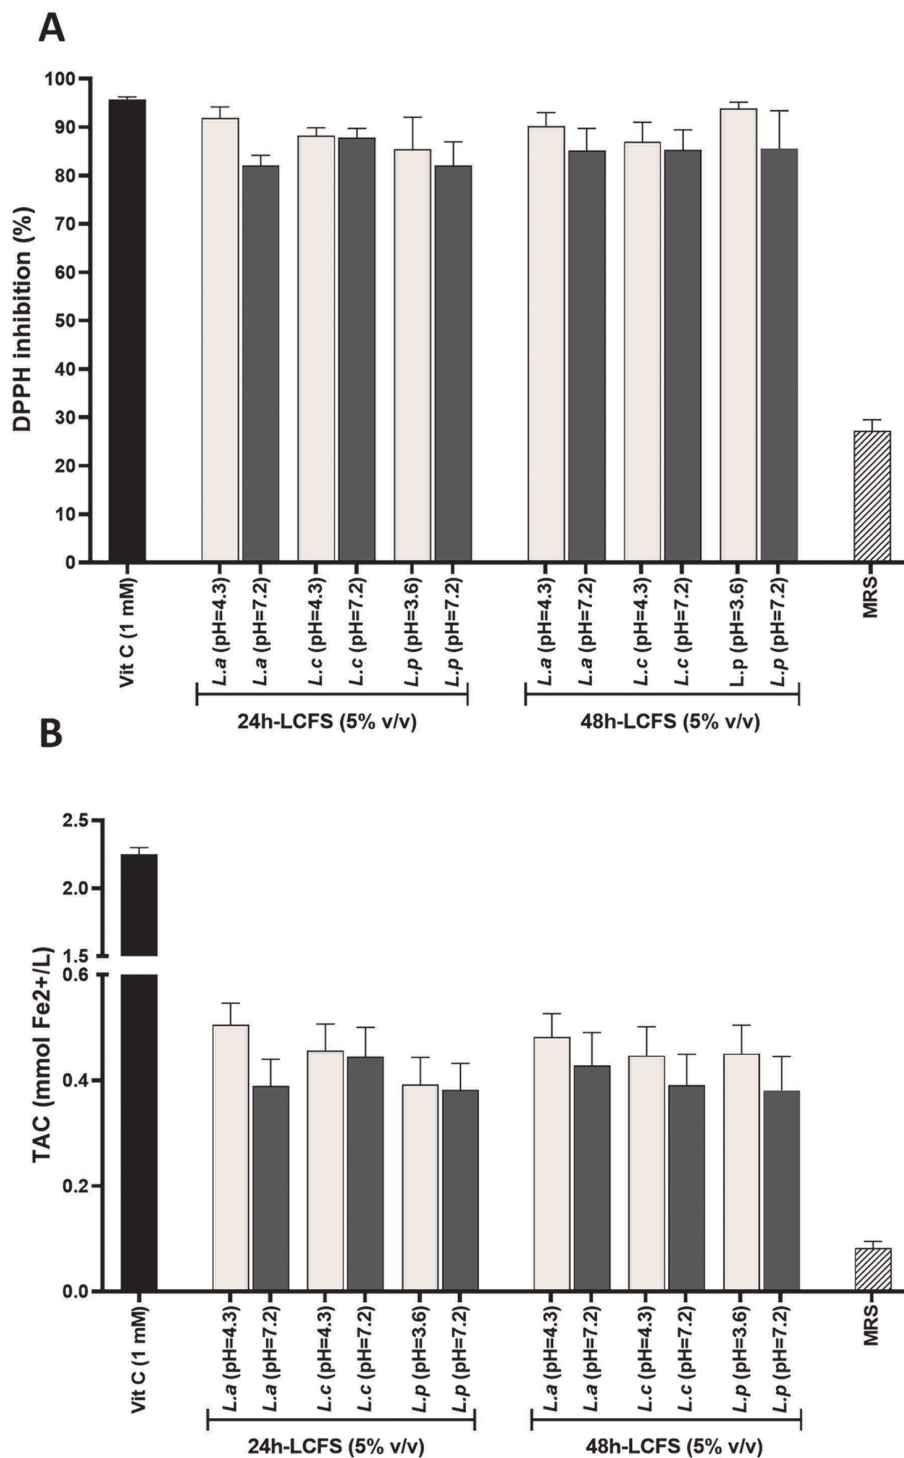 A
DPPH inhibition (%)
100
90
80
70
60
50
40
30
20
10
0
Vit C (1 mM)
L.a (pH=4.3)
L.a (pH=7.2)
L.c (pH=4.3)
L.c (pH=7.2)
L.p (pH=3.6)
L.p (pH=7.2)
L.a (pH=4.3)
L.a (pH=7.2)
L.c (pH=4.3)
L.c (pH=7.2)
L.p (pH=3.6)
L.p (pH=7.2)
MRS
24h-LCFS (5% v/v)
48h-LCFS (5% v/v)
B
TAC (mmol Fe2+/L)
2.5
2.0
1.5
0.6
0.4
0.2
0.0
Vit C (1 mM)
L.a (pH=4.3)
L.a (pH=7.2)
L.c (pH=4.3)
L.c (pH=7.2)
L.p (pH=3.6)
L.p (pH=7.2)
L.a (pH=4.3)
L.a (pH=7.2)
L.c (pH=4.3)
L.c (pH=7.2)
L.p (pH=3.6)
L.p (pH=7.2)
MRS
24h-LCFS (5% v/v)
48h-LCFS (5% v/v)